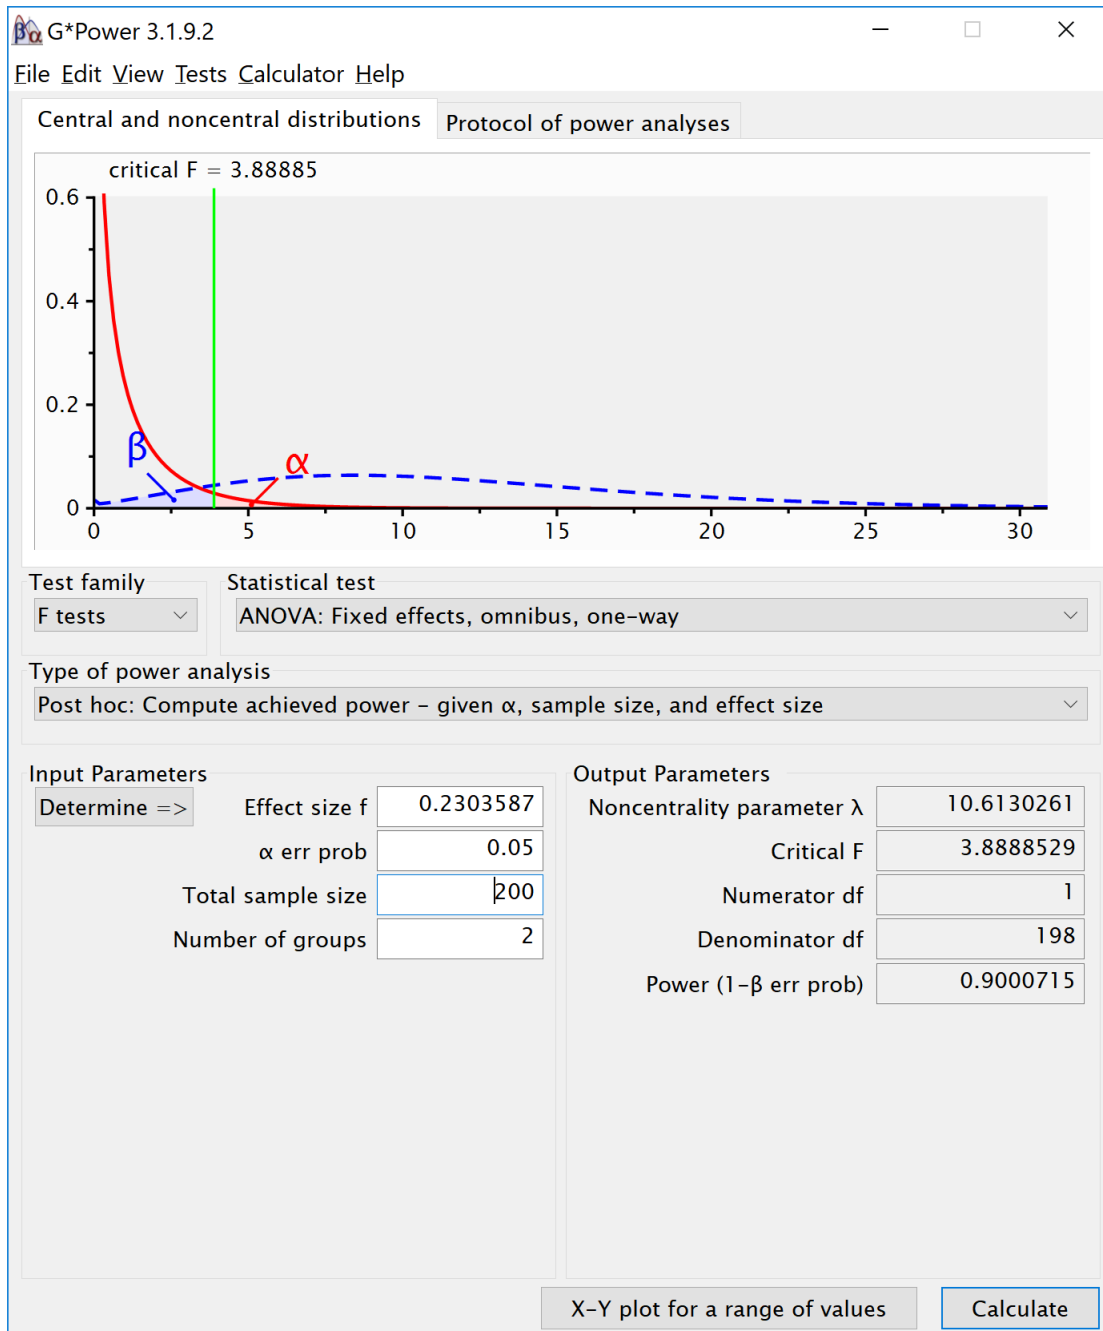 G*Power 3.1.9.2
File Edit View Tests Calculator Help
Central and noncentral distributions Protocol of power analyses
critical F = 3.88885
0.6
0.4
0.2
0
β
α
0 5 10 15 20 25 30
Test family Statistical test
F tests ANOVA: Fixed effects, omnibus, one-way
Type of power analysis
Post hoc: Compute achieved power - given α, sample size, and effect size
Input Parameters
Determine => Effect size f 0.2303587
α err prob 0.05
Total sample size 200
Number of groups 2
Output Parameters
Noncentrality parameter λ 10.6130261
Critical F 3.8888529
Numerator df 1
Denominator df 198
Power (1-β err prob) 0.9000715
X-Y plot for a range of values Calculate